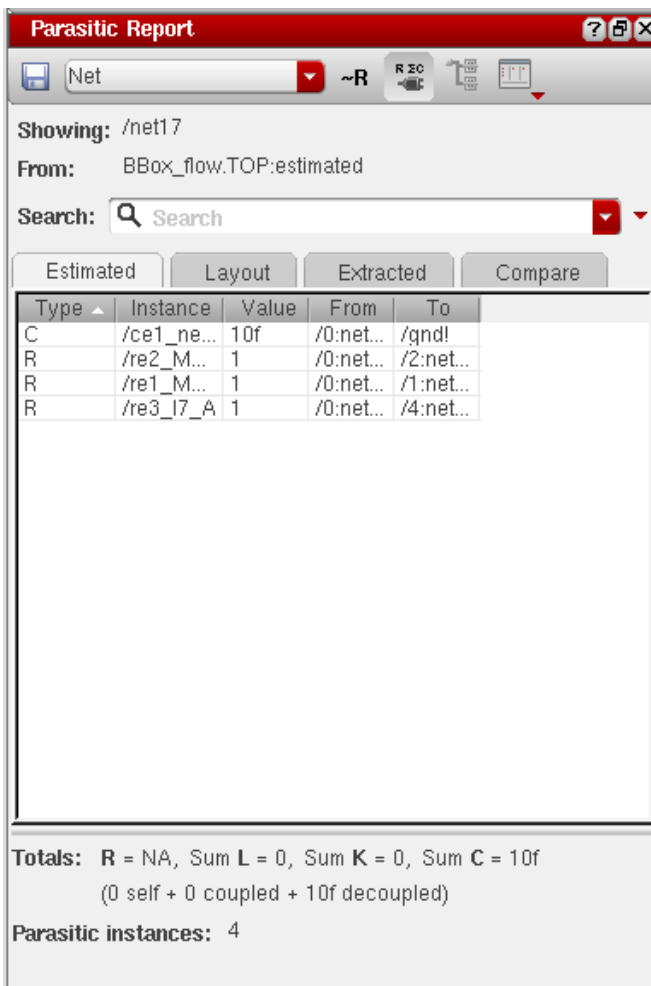 Parasitic Report
Net
~R
R ΣC
Showing: /net17
From: BBox_flow.TOP:estimated
Search: Search
Estimated Layout Extracted Compare
Type Instance Value From To
C /ce1_ne... 10f /0:net... /gnd!
R /re2_M... 1 /0:net... /2:net...
R /re1_M... 1 /0:net... /1:net...
R /re3_I7_A 1 /0:net... /4:net...
Totals: R = NA, Sum L = 0, Sum K = 0, Sum C = 10f
(0 self + 0 coupled + 10f decoupled)
Parasitic instances: 4